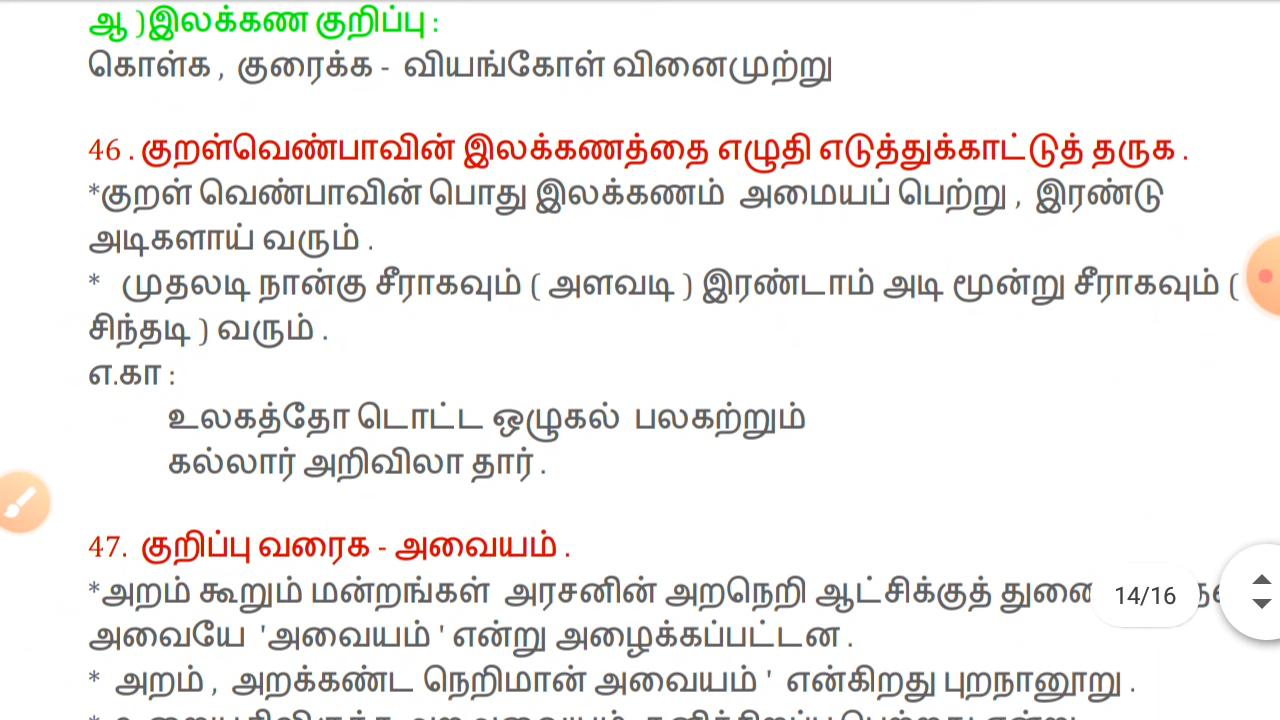 ஆ )இலக்கண குறிப்பு :
கொள்க , குரைக்க - வியங்கோள் வினைமுற்று
46 . குறள்வெண்பாவின் இலக்கணத்தை எழுதி எடுத்துக்காட்டுத் தருக .
*குறள் வெண்பாவின் பொது இலக்கணம் அமையப் பெற்று , இரண்டு
அடிகளாய் வரும் .
* முதலடி நான்கு சீராகவும் ( அளவடி ) இரண்டாம் அடி மூன்று சீராகவும் (
சிந்தடி ) வரும் .
எ.கா :
உலகத்தோ டொட்ட ஒழுகல் பலகற்றும்
கல்லார் அறிவிலா தார் .
47. குறிப்பு வரைக - அவையம் .
*அறம் கூறும் மன்றங்கள் அரசனின் அறநெறி ஆட்சிக்குத்
14/16
அவையே 'அவையம் ' என்று அழைக்கப்பட்டன .
* அறம் , அறக்கண்ட நெறிமான் அவையம் ' என்கிறது புறநானூறு .